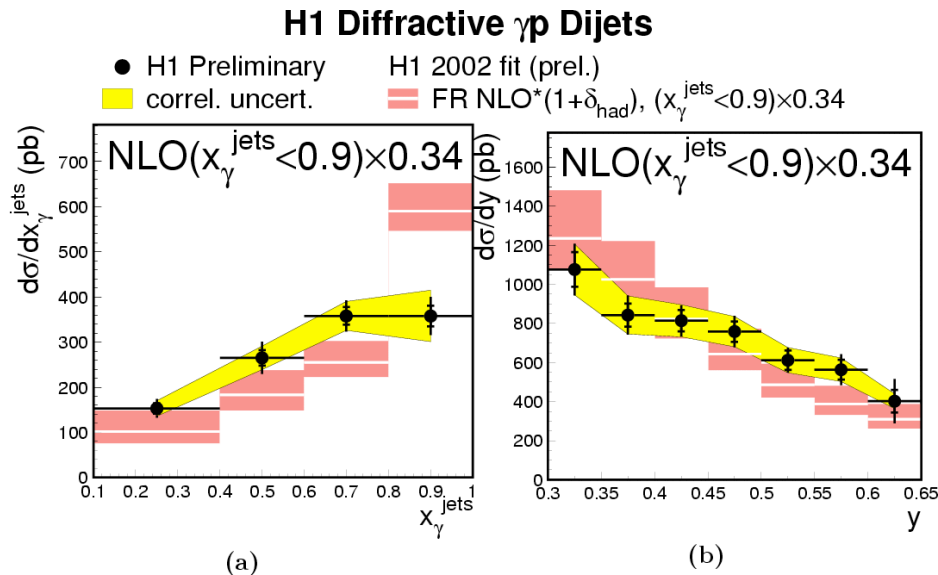 H1 Diffractive γp Dijets
H1 Preliminary H1 2002 fit (prel.)
correl. uncert. FR NLO*(1+δhad), (xγjets<0.9)×0.34
NLO(xγjets<0.9)×0.34
dσ/dxγjets (pb)
700
600
500
400
300
200
100
0
0.1 0.2 0.3 0.4 0.5 0.6 0.7 0.8 0.9 1
xγjets
(a)
NLO(xγjets<0.9)×0.34
dσ/dy (pb)
1600
1400
1200
1000
800
600
400
200
0
0.3 0.35 0.4 0.45 0.5 0.55 0.6 0.65
y
(b)